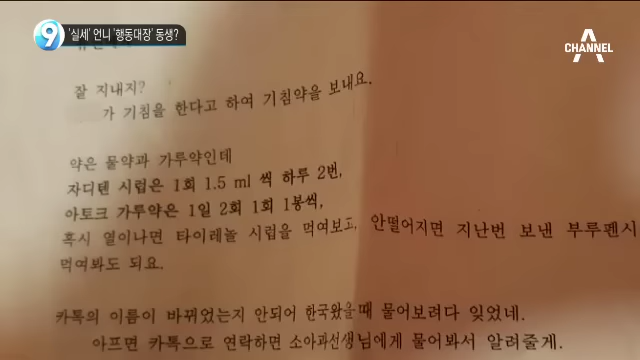 9 '실세' 언니 '행동대장' 동생?
CHANNEL A
잘 지내지?
가 기침을 한다고 하여 기침약을 보내요.
약은 물약과 가루약인데
자디텐 시럽은 1회 1.5 ml 씩 하루 2번,
아토크 가루약은 1일 2회 1회 1봉씩,
혹시 열이나면 타이레놀 시럽을 먹여보고, 안떨어지면 지난번 보낸 부루펜시
먹여봐도 되요.
카톡의 이름이 바뀌었는지 안되어 한국왔을때 물어보려다 잊었네.
아프면 카톡으로 연락하면 소아과선생님에게 물어봐서 알려줄게.